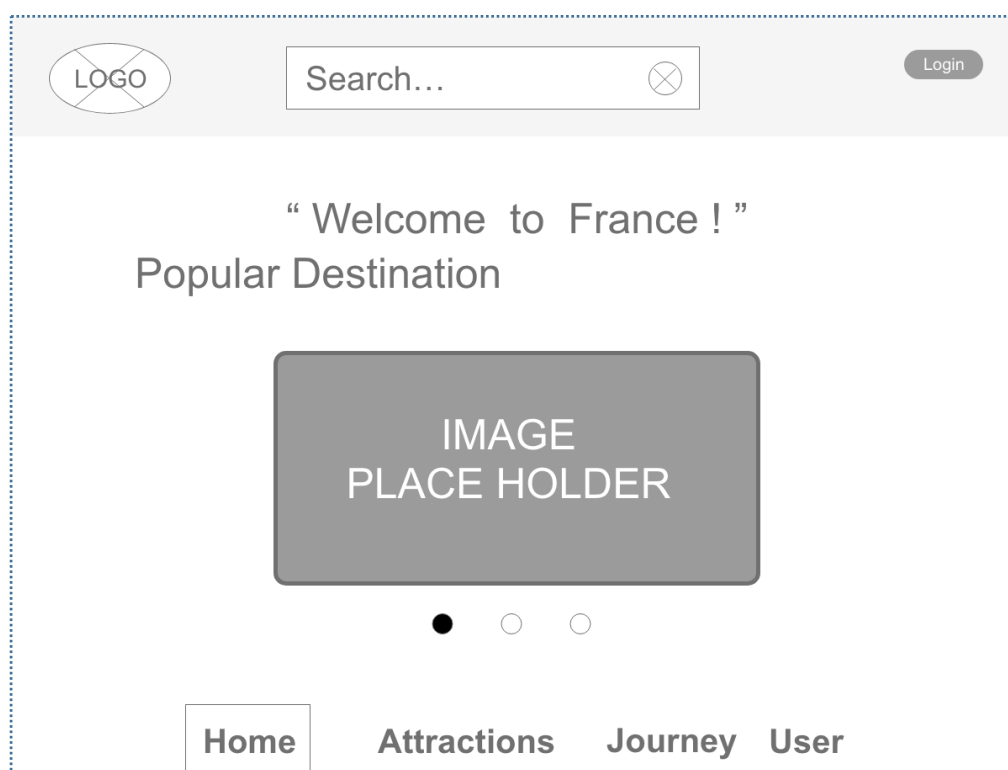 LOGO
Search…
Login
“ Welcome to France ! ”
Popular Destination
IMAGE
PLACE HOLDER
Home Attractions Journey User